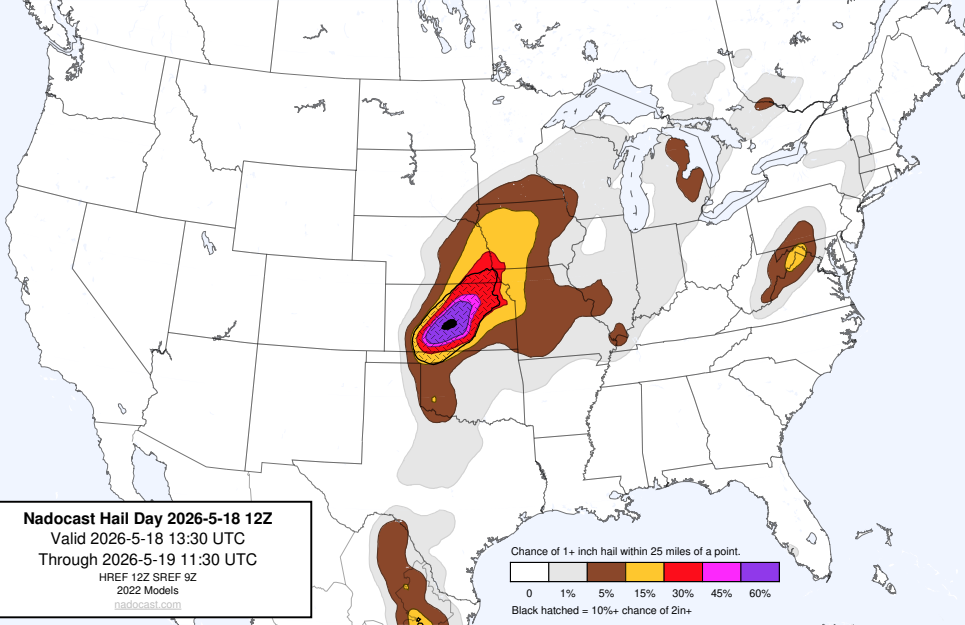 Nadocast Hail Day 2026-5-18 12Z
Valid 2026-5-18 13:30 UTC
Through 2026-5-19 11:30 UTC
HREF 12Z SREF 9Z
2022 Models
nadocast.com
Chance of 1+ inch hail within 25 miles of a point.
0 1% 5% 15% 30% 45% 60%
Black hatched = 10%+ chance of 2in+